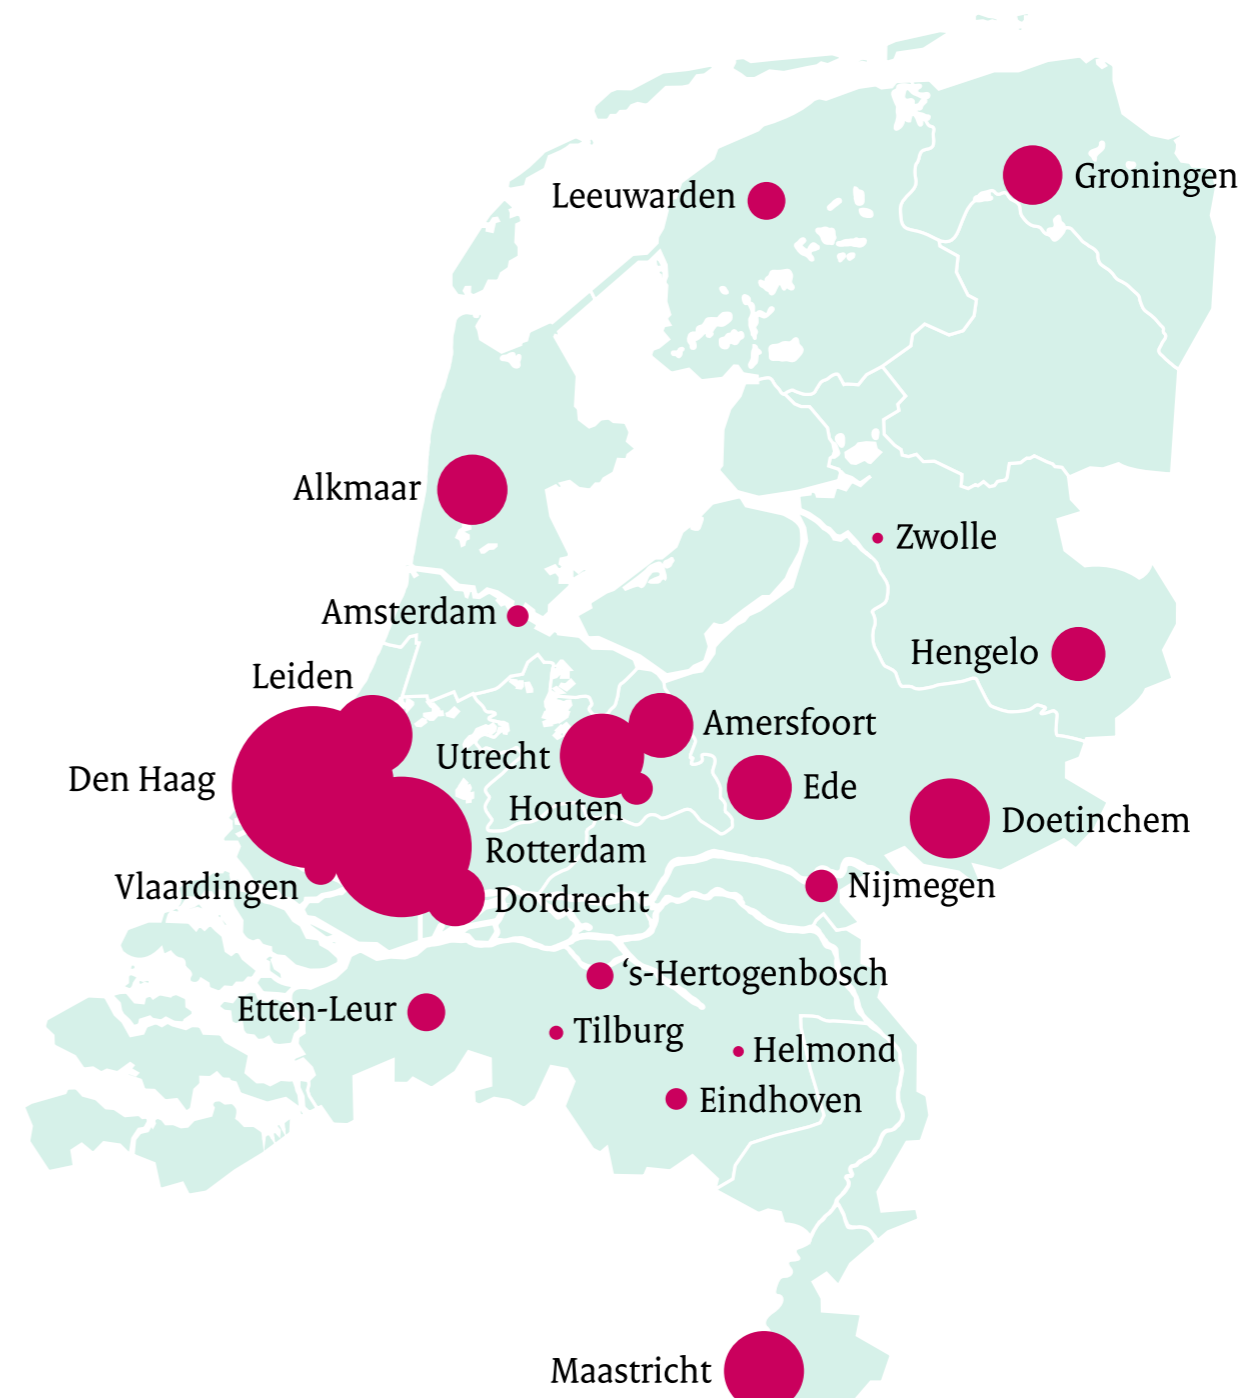 Groningen
Leeuwarden
Alkmaar
Zwolle
Amsterdam
Hengelo
Leiden
Amersfoort
Utrecht
Den Haag
Ede
Houten
Doetinchem
Rotterdam
Vlaardingen
Nijmegen
Dordrecht
‘s-Hertogenbosch
Etten-Leur
Tilburg
Helmond
Eindhoven
Maastricht